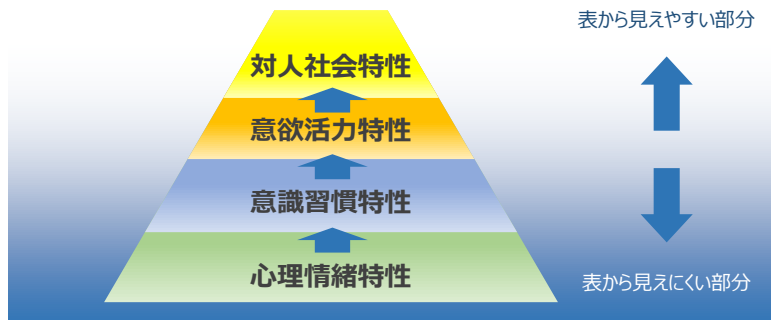 表から見えやすい部分
対人社会特性
意欲活力特性
意識習慣特性
心理情緒特性
表から見えにくい部分